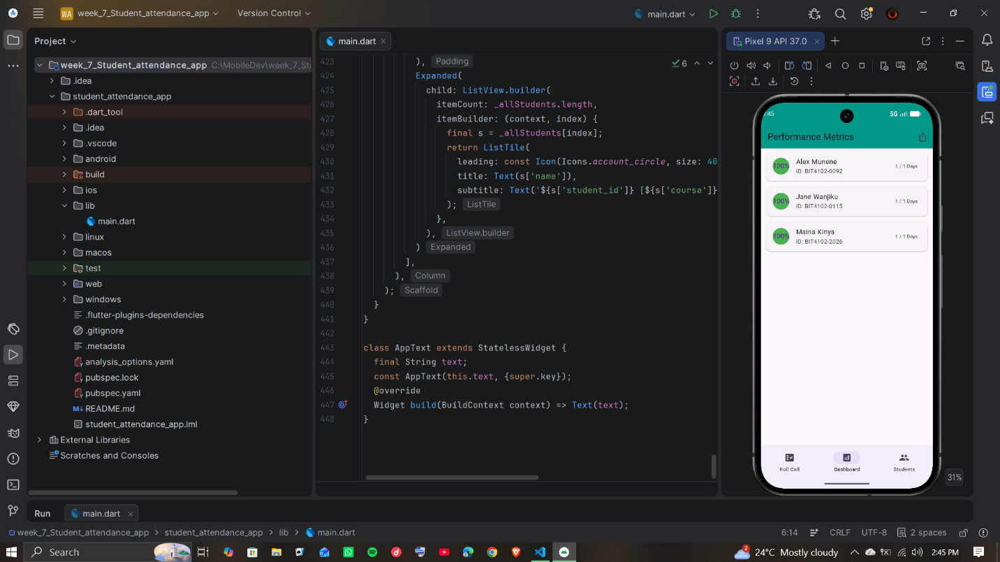 WA week_7_Student_attendance_app Version Control main.dart
Project
week_7_Student_attendance_app C:\MobileDev\week_7_Stu
.idea
student_attendance_app
.dart_tool
.idea
.vscode
android
build
ios
lib
main.dart
linux
macos
test
web
windows
.flutter-plugins-dependencies
.gitignore
.metadata
analysis_options.yaml
pubspec.lock
pubspec.yaml
README.md
student_attendance_app.iml
External Libraries
Scratches and Consoles
main.dart
6
423 ), Padding
424 Expanded(
425 child: ListView.builder(
426 itemCount: _allStudents.length,
427 itemBuilder: (context, index) {
428 final s = _allStudents[index];
429 return ListTile(
430 leading: const Icon(Icons.account_circle, size: 40
431 title: Text(s['name']),
432 subtitle: Text('${s['student_id']} [${s['course']}
433 ); ListTile
434 },
435 ), ListView.builder
436 ) Expanded
437 ],
438 ), Column
439 ); Scaffold
440 }
441 }
442
443 class AppText extends StatelessWidget {
444 final String text;
445 const AppText(this.text, {super.key});
446 @override
447 Widget build(BuildContext context) => Text(text);
448 }
Pixel 9 API 37.0
:45 5G
Performance Metrics
100% Alex Munene
ID: BIT4102-0092
1 / 1 Days
100% Jane Wanjiku
ID: BIT4102-0115
1 / 1 Days
100% Maina Kinya
ID: BIT4102-2026
1 / 1 Days
Roll Call Dashboard Students
31%
Run main.dart
week_7_Student_attendance_app > student_attendance_app > lib > main.dart
6:14 CRLF UTF-8 2 spaces
Search
2 24°C Mostly cloudy 2:45 PM